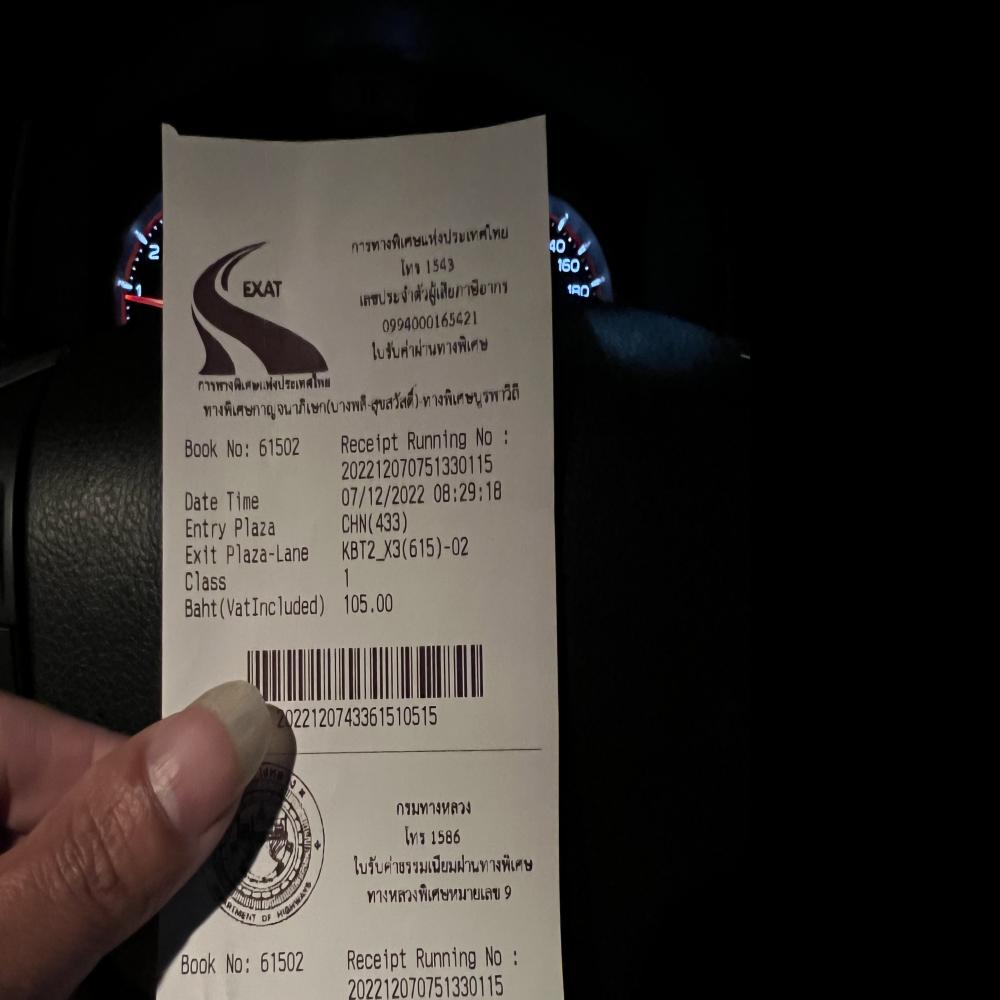 EXAT
การทางพิเศษแห่งประเทศไทย
การทางพิเศษแห่งประเทศไทย
โทร 1543
เลขประจำตัวผู้เสียภาษีอากร
0994000165421
ใบรับค่าผ่านทางพิเศษ
ทางพิเศษกาญจนาภิเษก(บางพลี-สุขสวัสดิ์)-ทางพิเศษบูรพาวิถี
Book No: 61502
Receipt Running No :
202212070751330115
Date Time 07/12/2022 08:29:18
Entry Plaza CHN(433)
Exit Plaza-Lane KBT2_X3(615)-02
Class 1
Baht(VatIncluded) 105.00
2022120743361510515
กรมทางหลวง
โทร 1586
ใบรับค่าธรรมเนียมผ่านทางพิเศษ
ทางหลวงพิเศษหมายเลข 9
OF HIGHWAYS
Book No: 61502
Receipt Running No :
202212070751330115
2
1
160
180